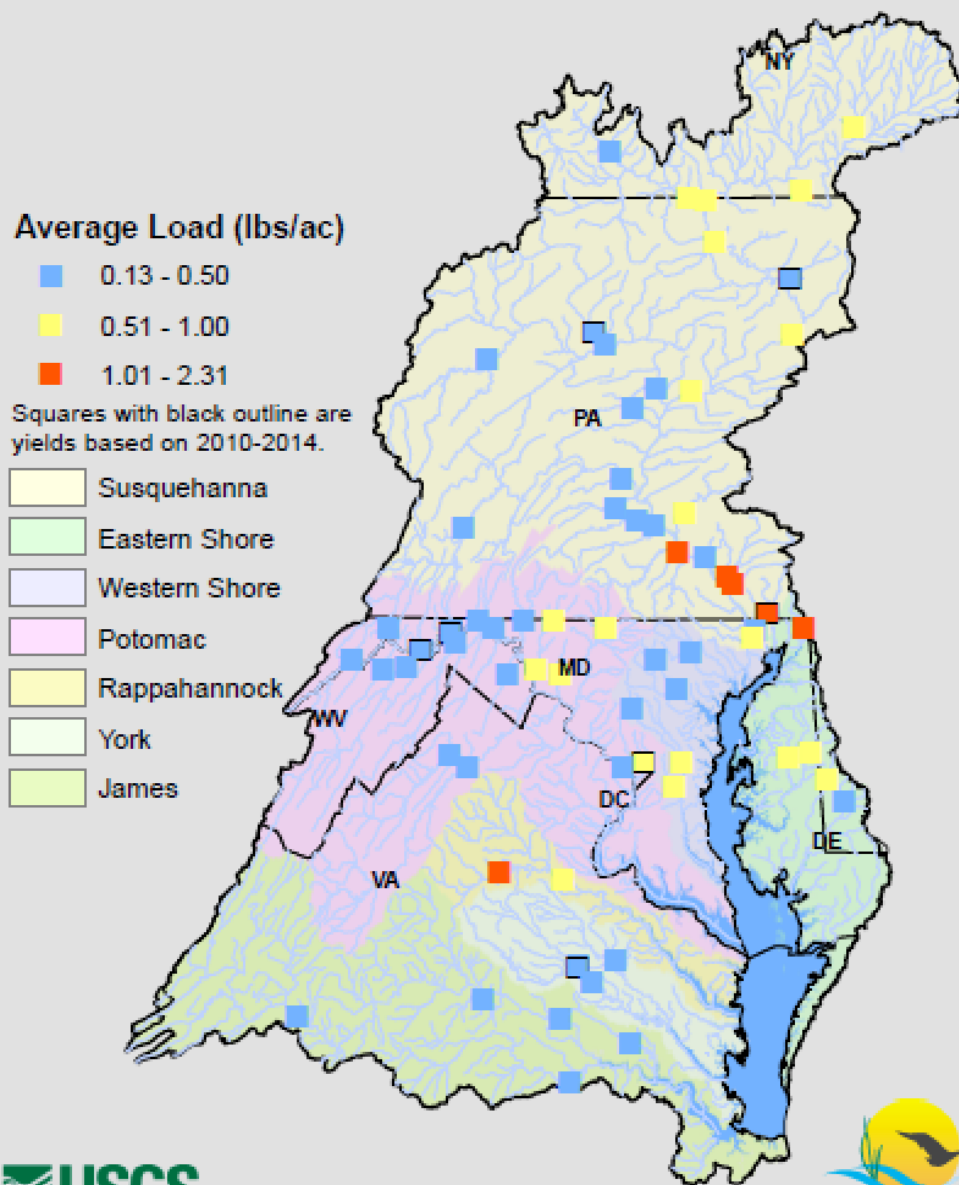 NY
Average Load (lbs/ac)
0.13 - 0.50
0.51 - 1.00
1.01 - 2.31
Squares with black outline are
yields based on 2010-2014.
PA
Susquehanna
Eastern Shore
Western Shore
Potomac
MD
Rappahannock
WV
York
James
DC
DE
VA
USGS